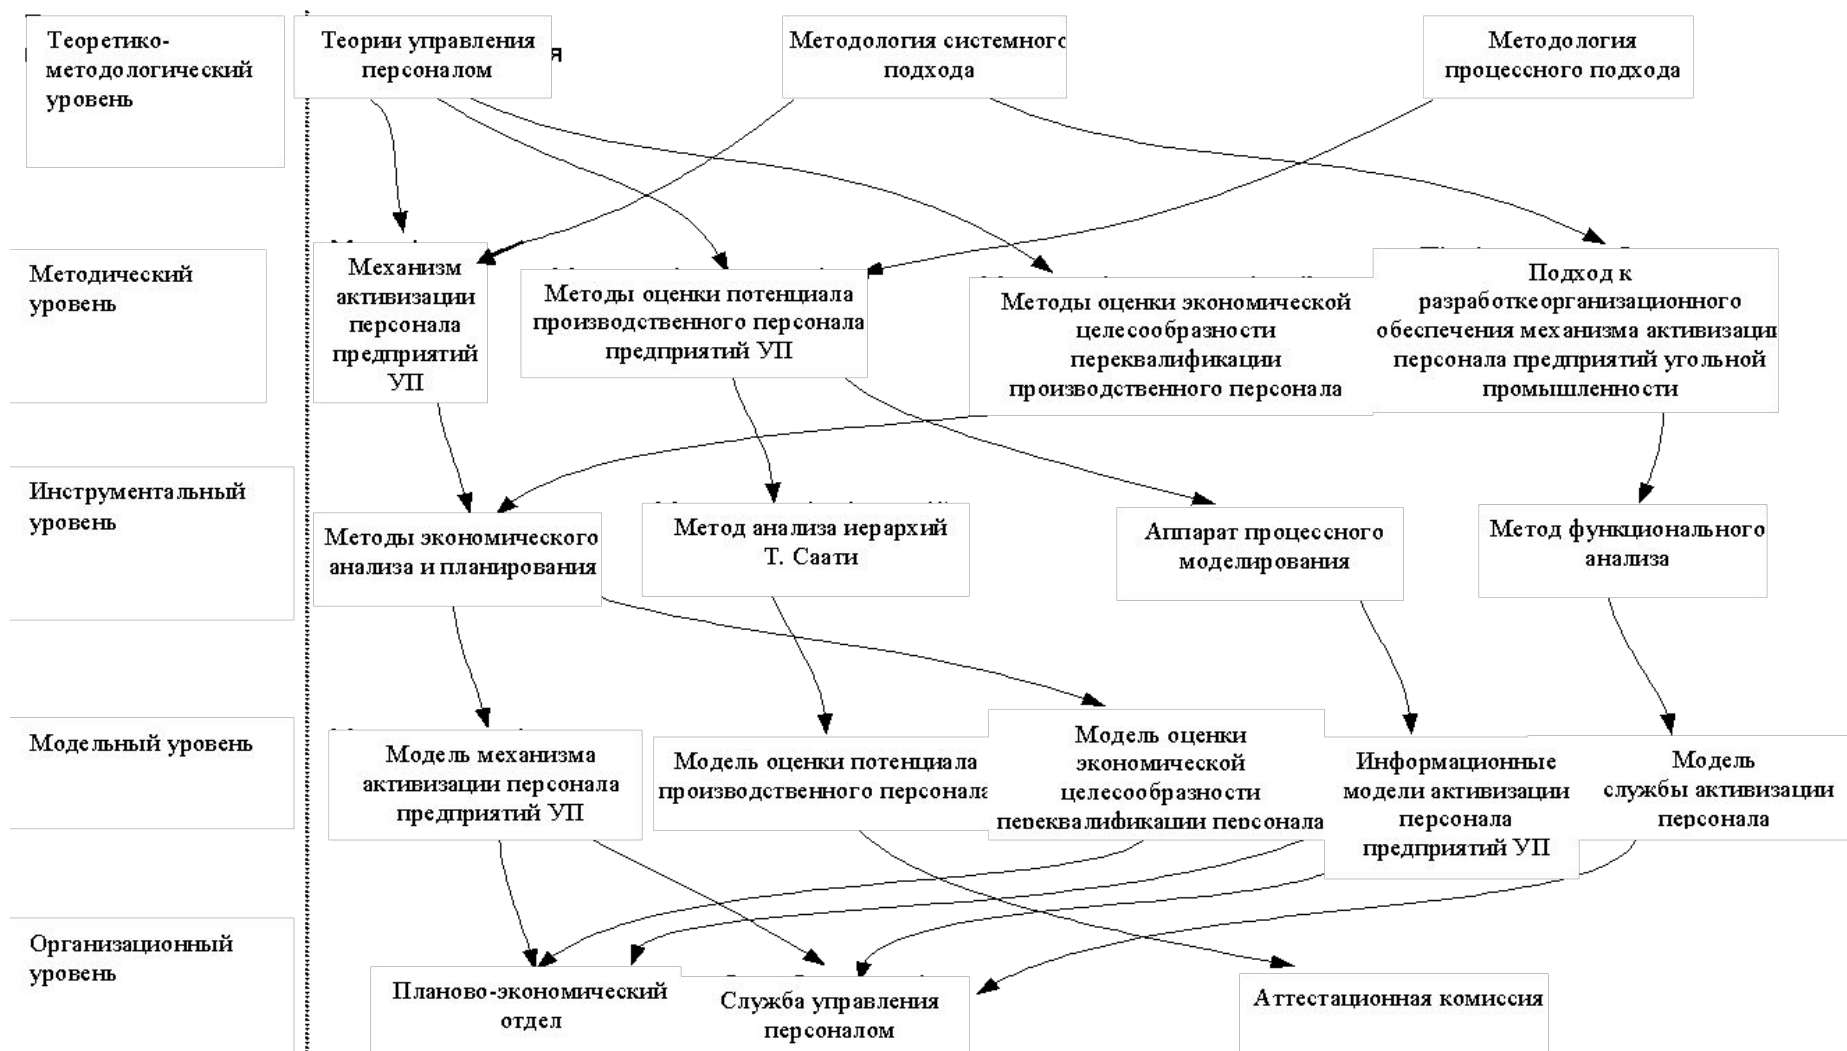 Теоретико-
методологический
уровень
Теории управления
персоналом
я
Методология системного
подхода
Методология
процессного подхода
Методический
уровень
Механизм
активизации
персонала
предприятий
УП
Методы оценки потенциала
производственного персонала
предприятий УП
Методы оценки экономической
целесообразности
переквалификации
производственного персонала
Подход к
разработкеорганизационного
обеспечения механизма активизаци
персонала предприятий угольной
промышленности
Инструментальный
уровень
Методы экономического
анализа и планирования
Метод анализа иерархий
Т. Саати
Аппарат процессного
моделирования
Метод функционального
анализа
Модельный уровень
Модель механизма
активизации персонала
предприятий УП
Модель оценки потенциала
производственного персонала
Модель оценки
экономической
целесообразности
переквалификации персонала
Информационные
модели активизации
персонала
предприятий УП
Модель
службы активизации
персонала
Организационный
уровень
Планово-экономический
отдел
Служба управления
персоналом
Аттестационная комиссия